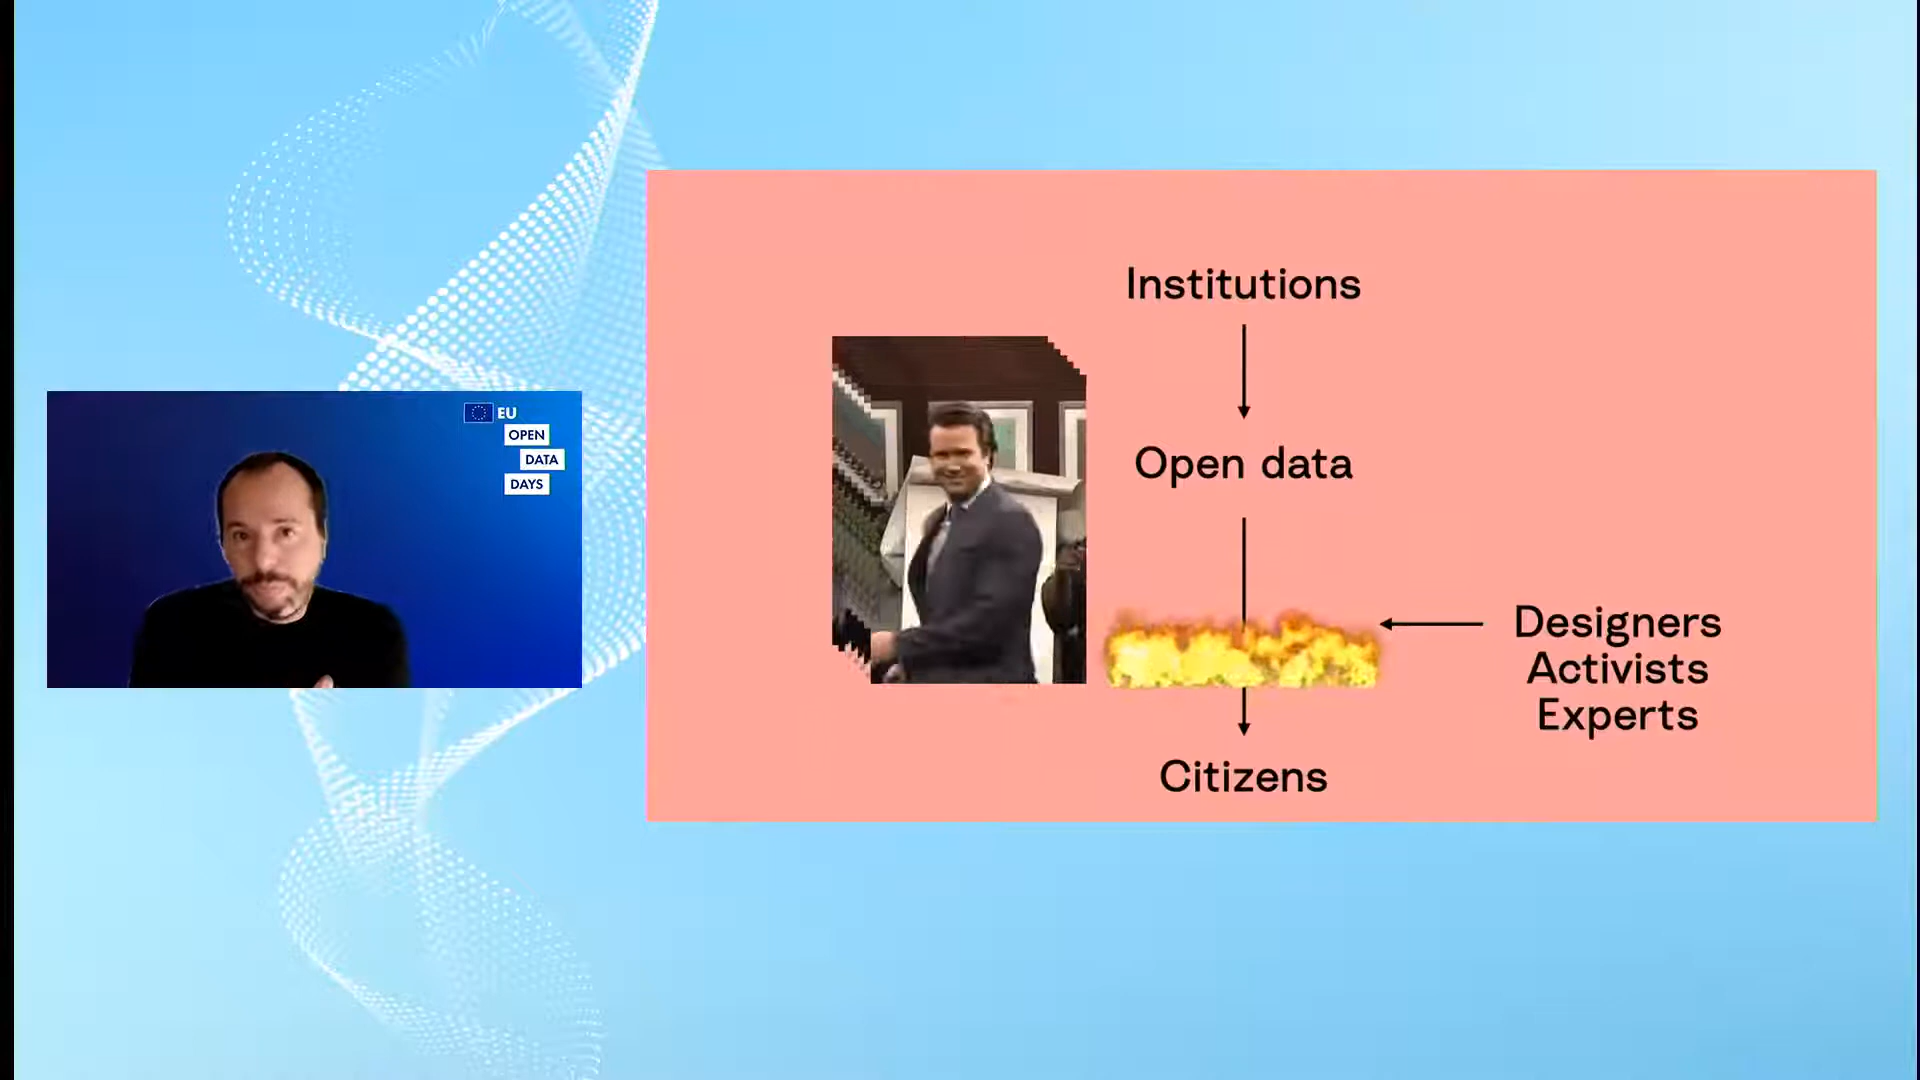 EU
OPEN
DATA
DAYS
Institutions
Open data
Designers
Activists
Experts
Citizens